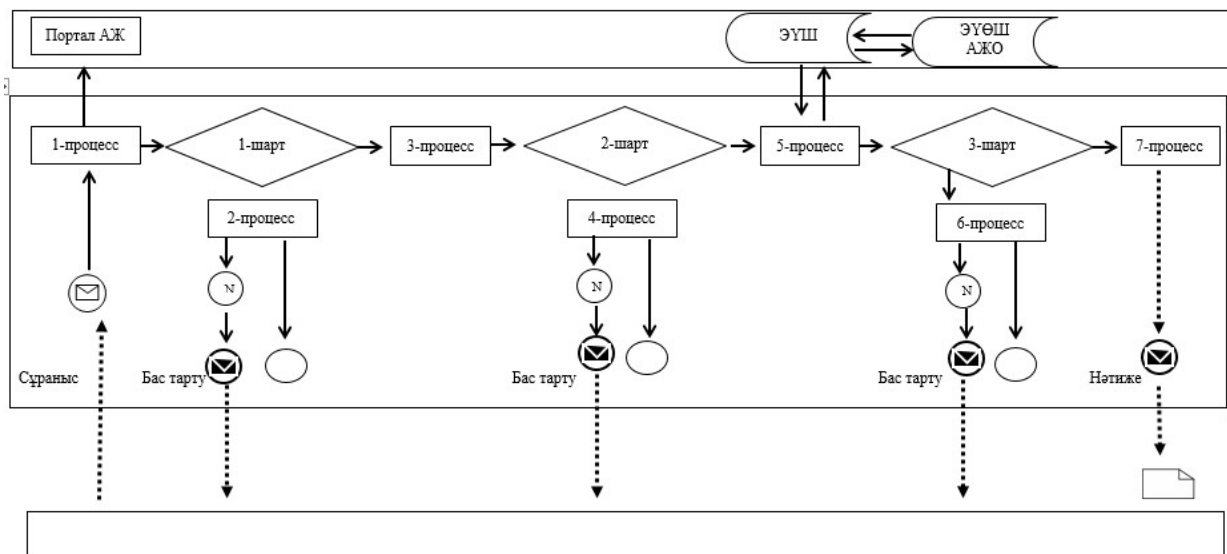 Портал АЖ
ЭҮШ
ЭҮӨШ
АЖО
1-процесс
1-шарт
3-процесс
2-шарт
5-процесс
3-шарт
7-процесс
2-процесс
4-процесс
6-процесс
N
N
N
Сұраныс
Бас тарту
Бас тарту
Бас тарту
Нәтиже